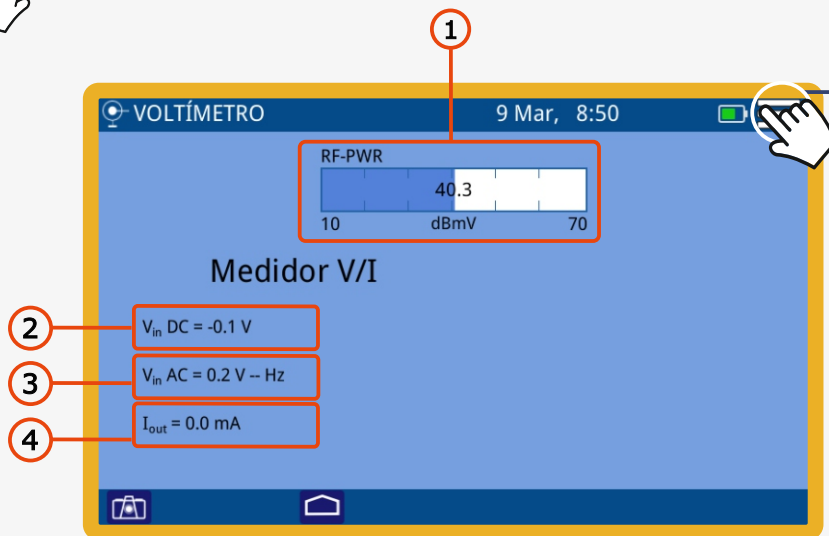 1
VOLTÍMETRO 9 Mar, 8:50
RF-PWR
40.3
10 dBmV 70
Medidor V/I
2
Vin DC = -0.1 V
3
Vin AC = 0.2 V -- Hz
4
Iout = 0.0 mA